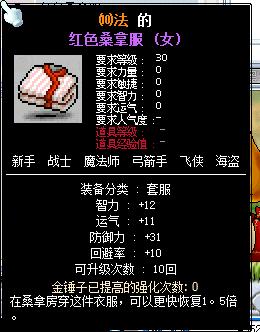 QQ法 的
红色桑拿服（女）
要求等级： 30
要求力量： 0
要求敏捷： 0
要求智力： 0
要求运气： 0
要求人气度：-
道具等级： -
道具经验值：-
新手 战士 魔法师 弓箭手 飞侠 海盗
装备分类 : 套服
智力 : +12
运气 : +11
防御力 : +31
回避率 : +10
可升级次数 : 10回
金锤子已提高的强化次数: 0
在桑拿房穿这件衣服，可以更快恢复1。5倍
。